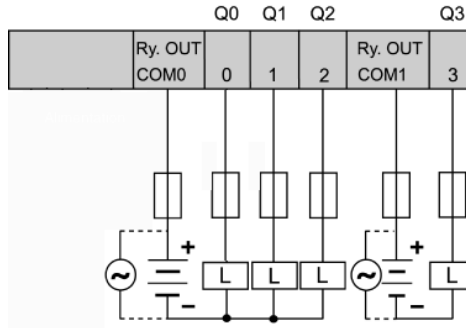 Q0 Q1 Q2 Q3
Ry. OUT Ry. OUT
COM0 0 1 2 COM1 3
+ +
~ L L L ~ L
− −